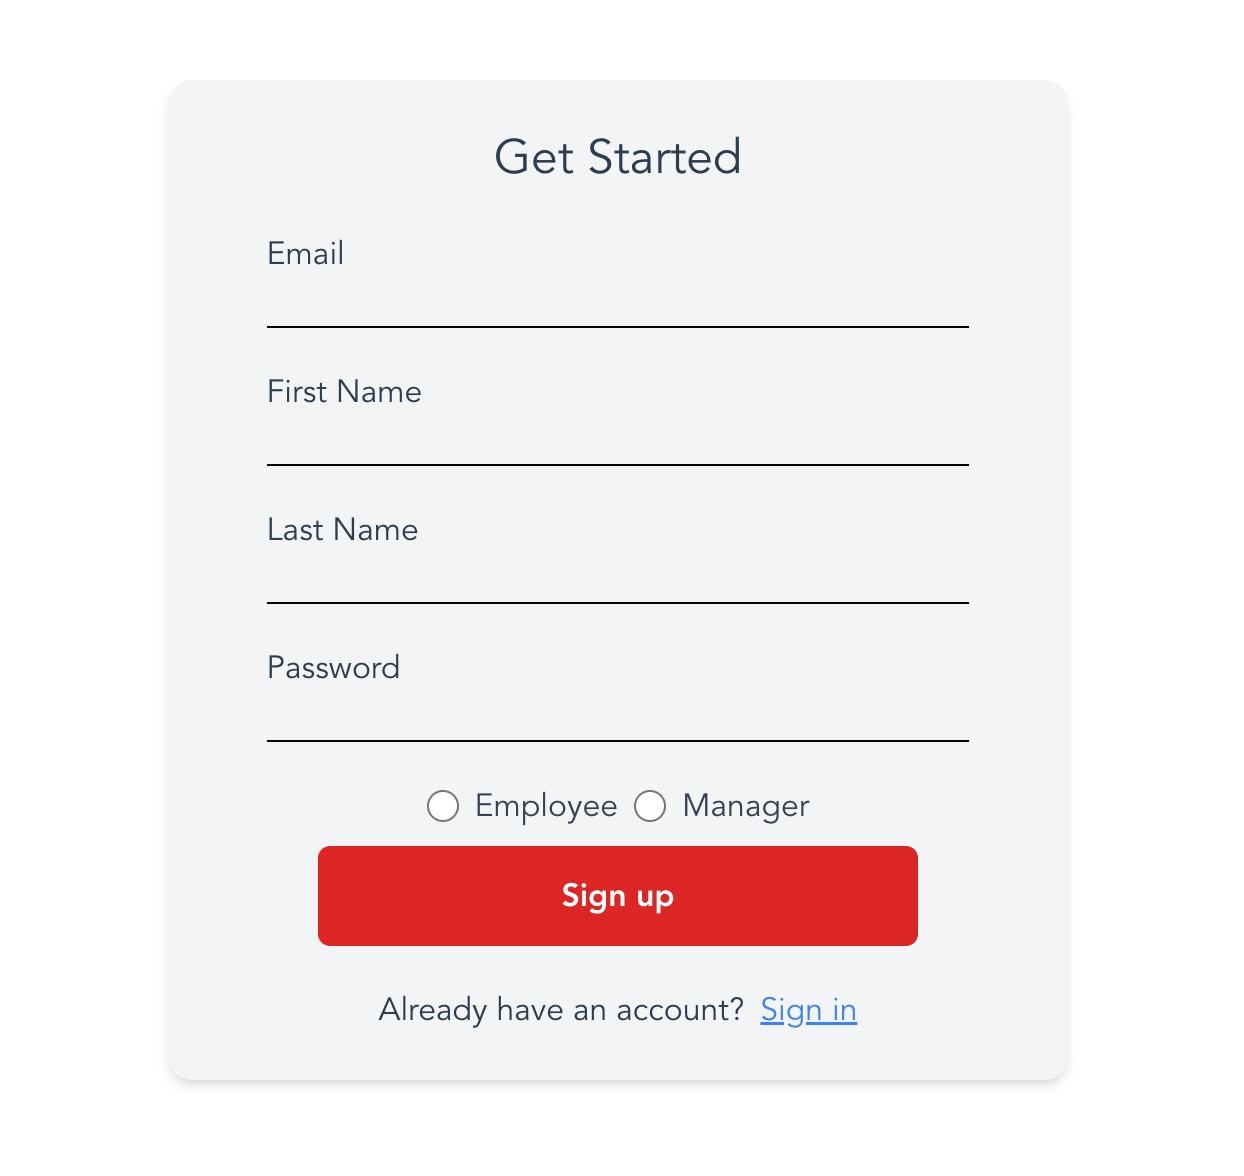 Get Started
Email
First Name
Last Name
Password
Employee Manager
Sign up
Already have an account? Sign in